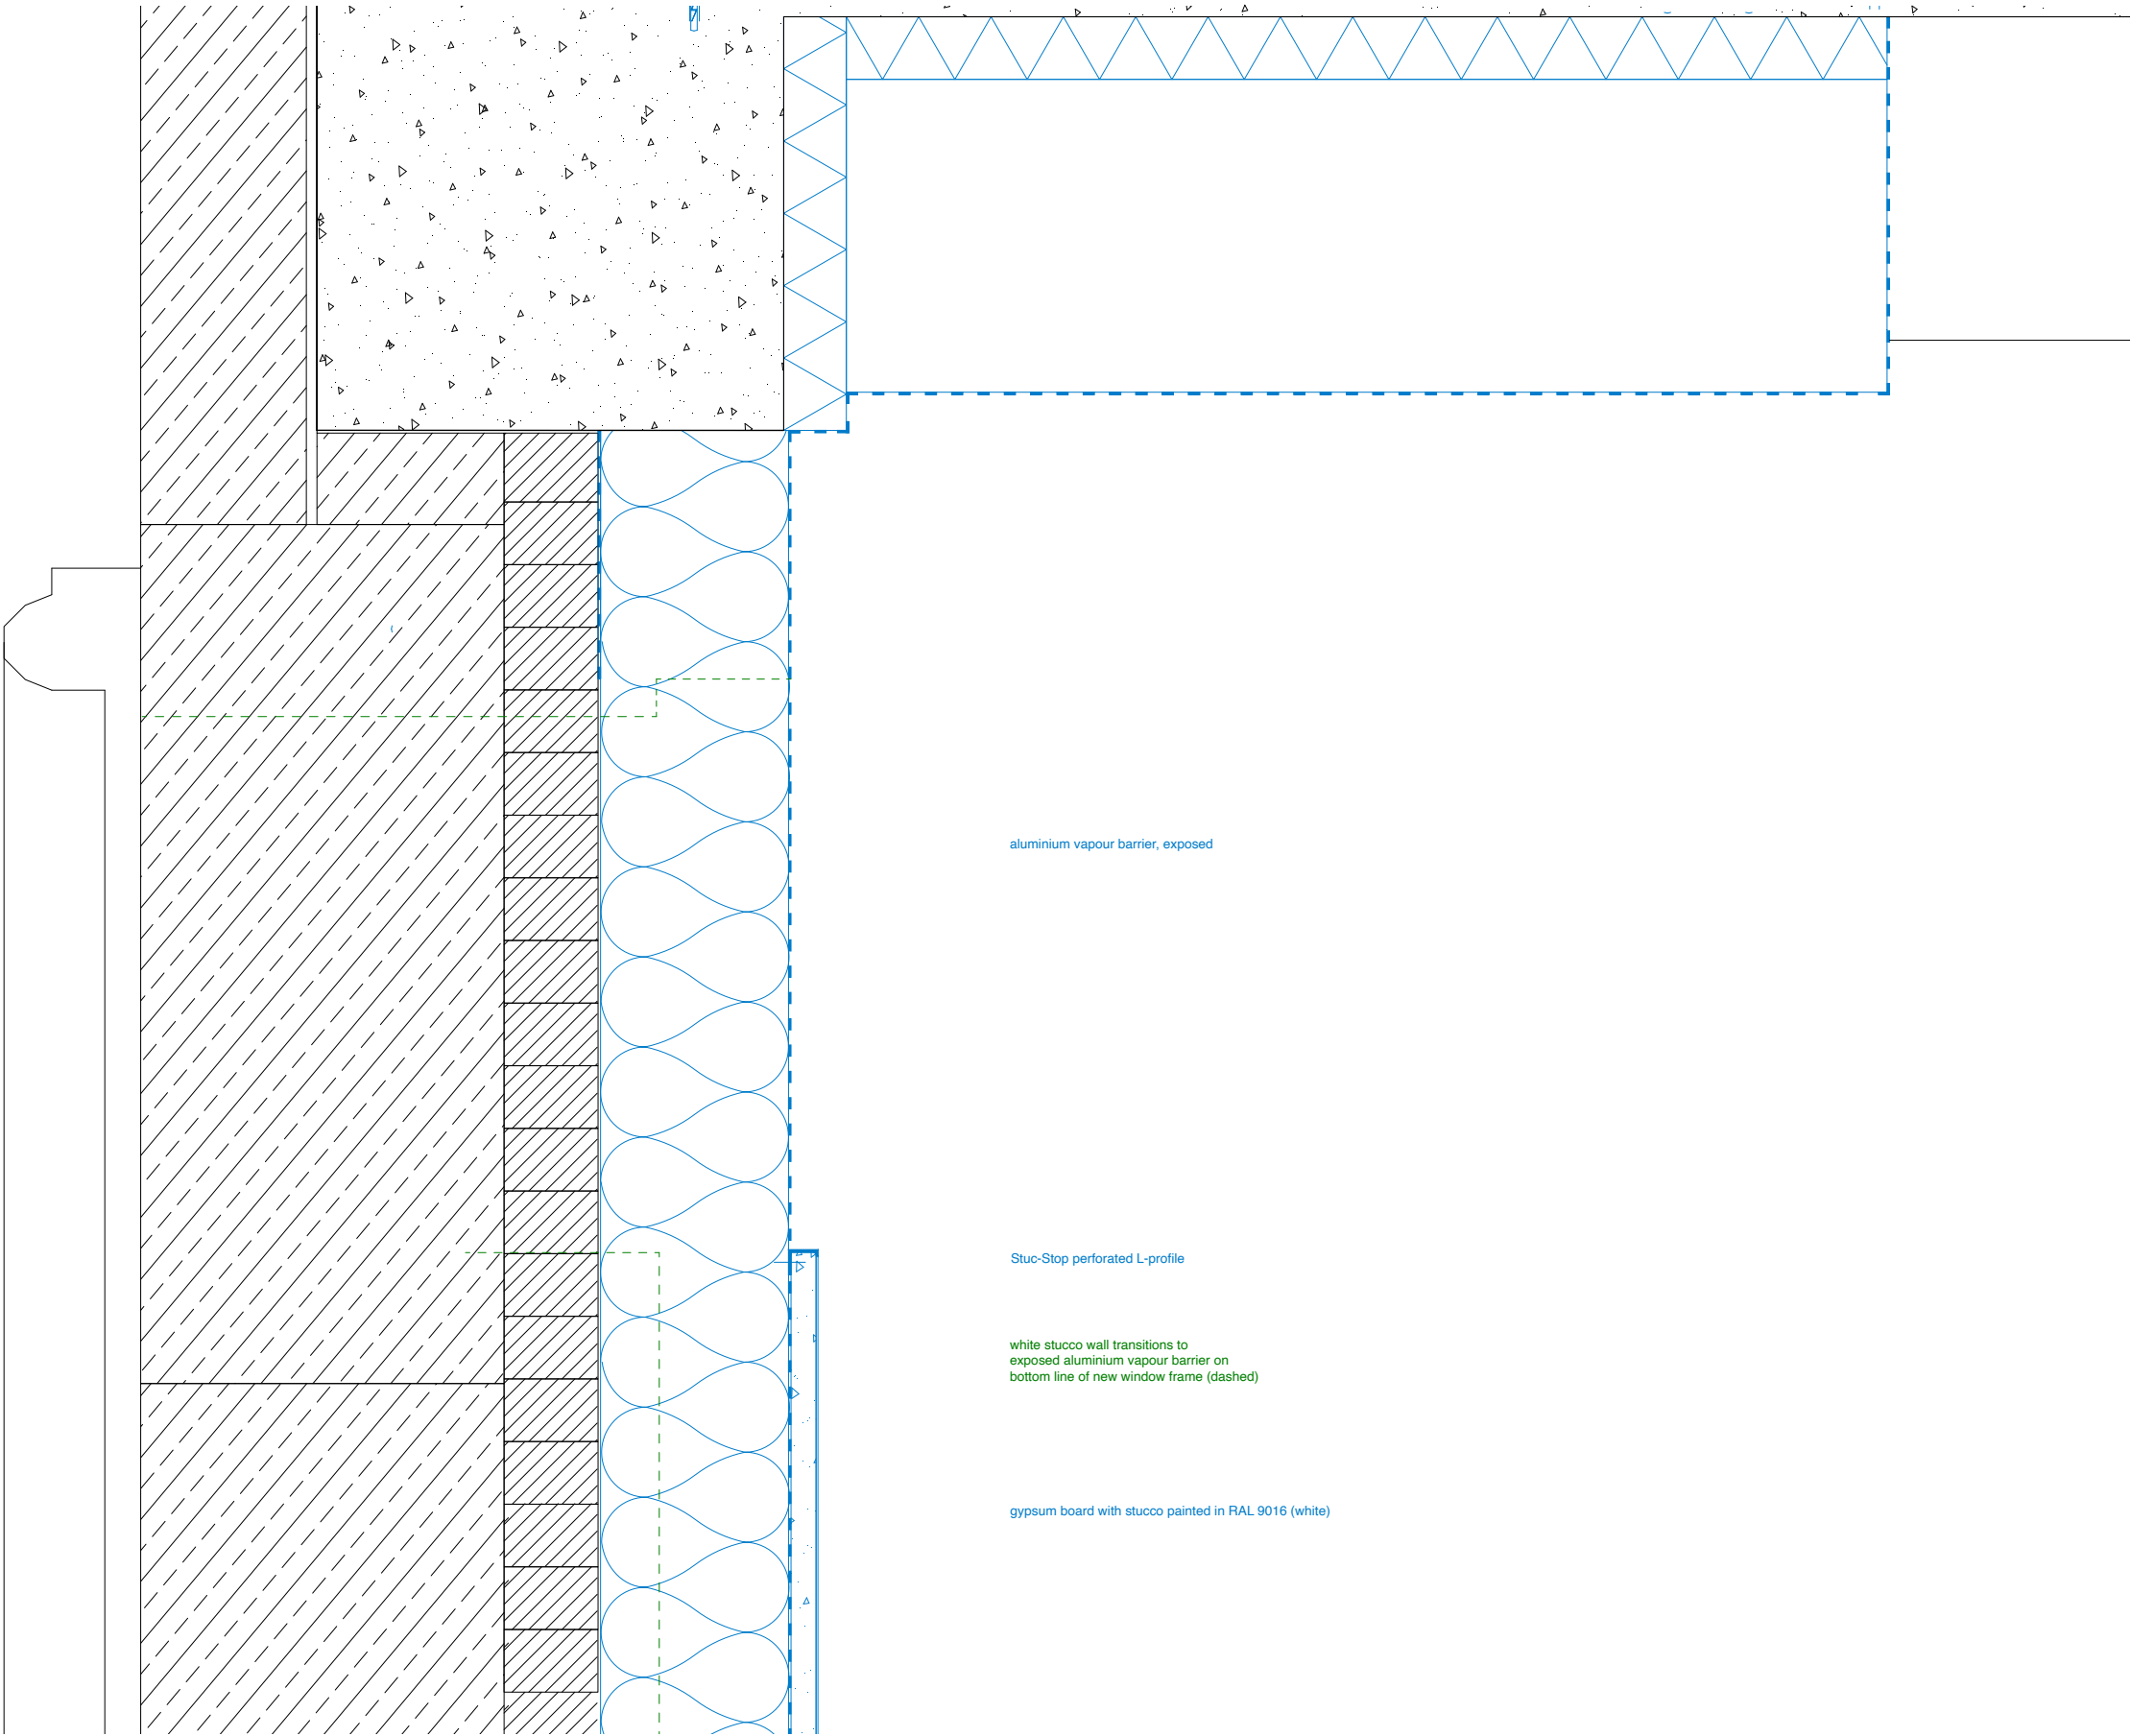 aluminium vapour barrier, exposed
Stuc-Stop perforated L-profile
white stucco wall transitions to
exposed aluminium vapour barrier on
bottom line of new window frame (dashed)
gypsum board with stucco painted in RAL 9016 (white)